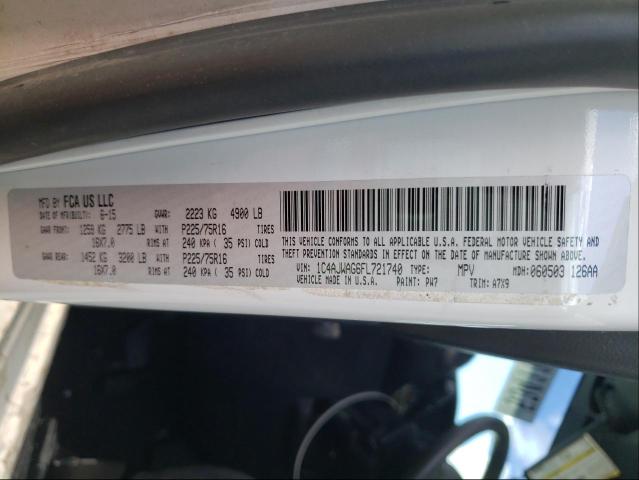 MFD BY FCA US LLC
DATE OF MFR(BUILT): 6-15 GVWR: 2223 KG 4900 LB
GAWR FRONT: 1259 KG 2775 LB WITH P225/75R16 TIRES
16X7.0 RIMS AT 240 KPA( 35 PSI) COLD
GAWR REAR: 1452 KG 3200 LB WITH P225/75R16 TIRES
16X7.0 RIMS AT 240 KPA( 35 PSI) COLD
THIS VEHICLE CONFORMS TO ALL APPLICABLE U.S.A. FEDERAL MOTOR VEHICLE SAFETY AND
THEFT PREVENTION STANDARDS IN EFFECT ON THE DATE OF MANUFACTURE SHOWN ABOVE.
VIN: 1C4AJWAG6FL721740 TYPE: MPV MDH: 060503 126AA
VEHICLE MADE IN U.S.A. PAINT: PW7 TRIM: A7X9